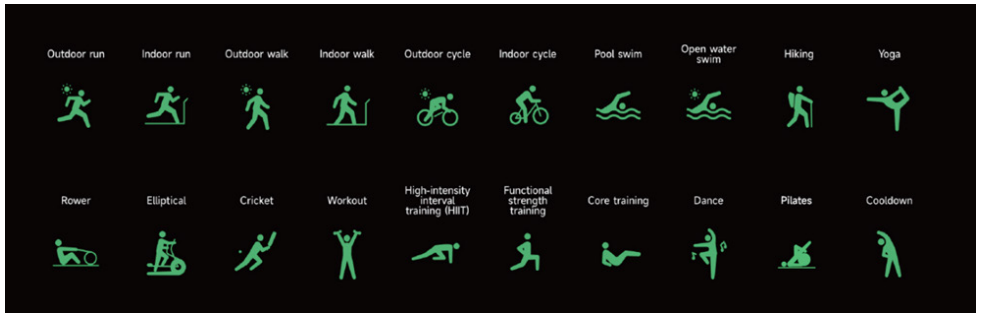 Outdoor run
Indoor run
Outdoor walk
Indoor walk
Outdoor cycle
Indoor cycle
Pool swim
Open water
swim
Hiking
Yoga
Rower
Elliptical
Cricket
Workout
High-intensity
interval
training (HIIT)
Functional
strength
training
Core training
Dance
Pilates
Cooldown